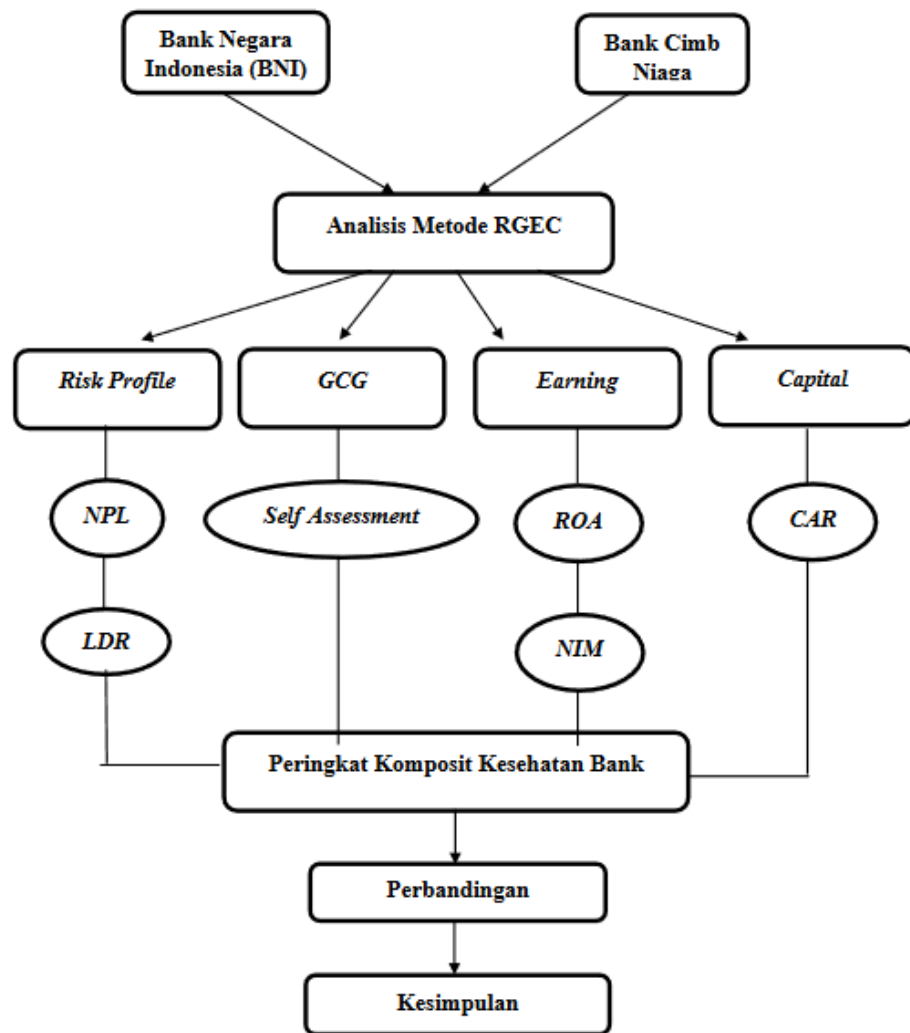 Bank Negara
Indonesia (BNI)
Bank Cimb
Niaga
Analisis Metode RGEC
Risk Profile
GCG
Earning
Capital
NPL
Self Assessment
ROA
CAR
LDR
NIM
Peringkat Komposit Kesehatan Bank
Perbandingan
Kesimpulan